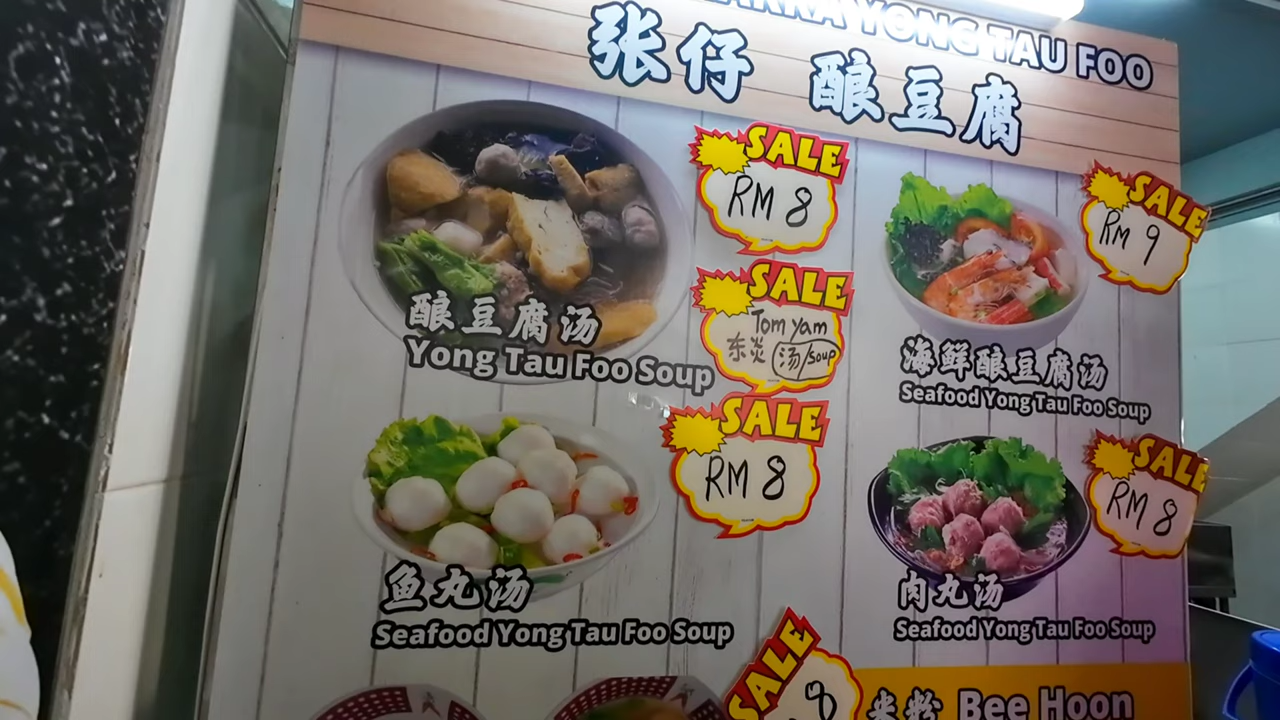 YONG TAU FOO
张仔 酿豆腐
SALE
RM 8
SALE
Tom Yam
东炎 汤/soup
酿豆腐汤
Yong Tau Foo Soup
SALE
RM 9
海鲜酿豆腐汤
Seafood Yong Tau Foo Soup
SALE
RM 8
鱼丸汤
Seafood Yong Tau Foo Soup
SALE
RM 8
肉丸汤
Seafood Yong Tau Foo Soup
SALE
8
米粉 Bee Hoon